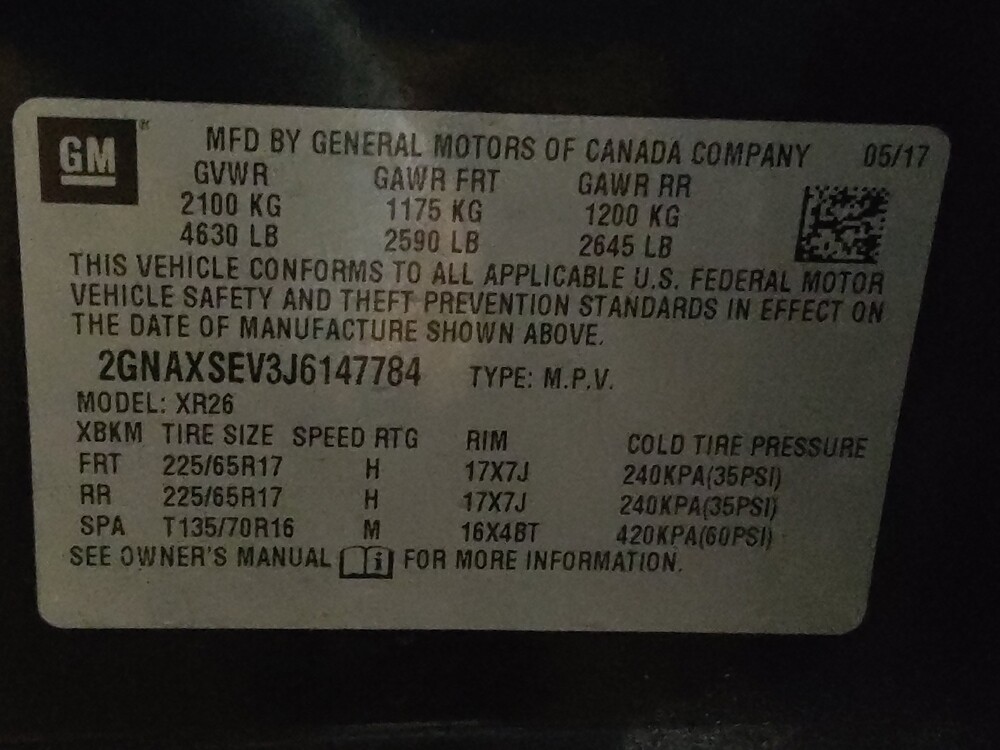 GM® MFD BY GENERAL MOTORS OF CANADA COMPANY 05/17
GVWR GAWR FRT GAWR RR
2100 KG 1175 KG 1200 KG
4630 LB 2590 LB 2645 LB
THIS VEHICLE CONFORMS TO ALL APPLICABLE U.S. FEDERAL MOTOR
VEHICLE SAFETY AND THEFT PREVENTION STANDARDS IN EFFECT ON
THE DATE OF MANUFACTURE SHOWN ABOVE.
2GNAXSEV3J6147784 TYPE: M.P.V.
MODEL: XR26
XBKM TIRE SIZE SPEED RTG RIM COLD TIRE PRESSURE
FRT 225/65R17 H 17X7J 240KPA(35PSI)
RR 225/65R17 H 17X7J 240KPA(35PSI)
SPA T135/70R16 M 16X4BT 420KPA(60PSI)
SEE OWNER'S MANUAL i FOR MORE INFORMATION.